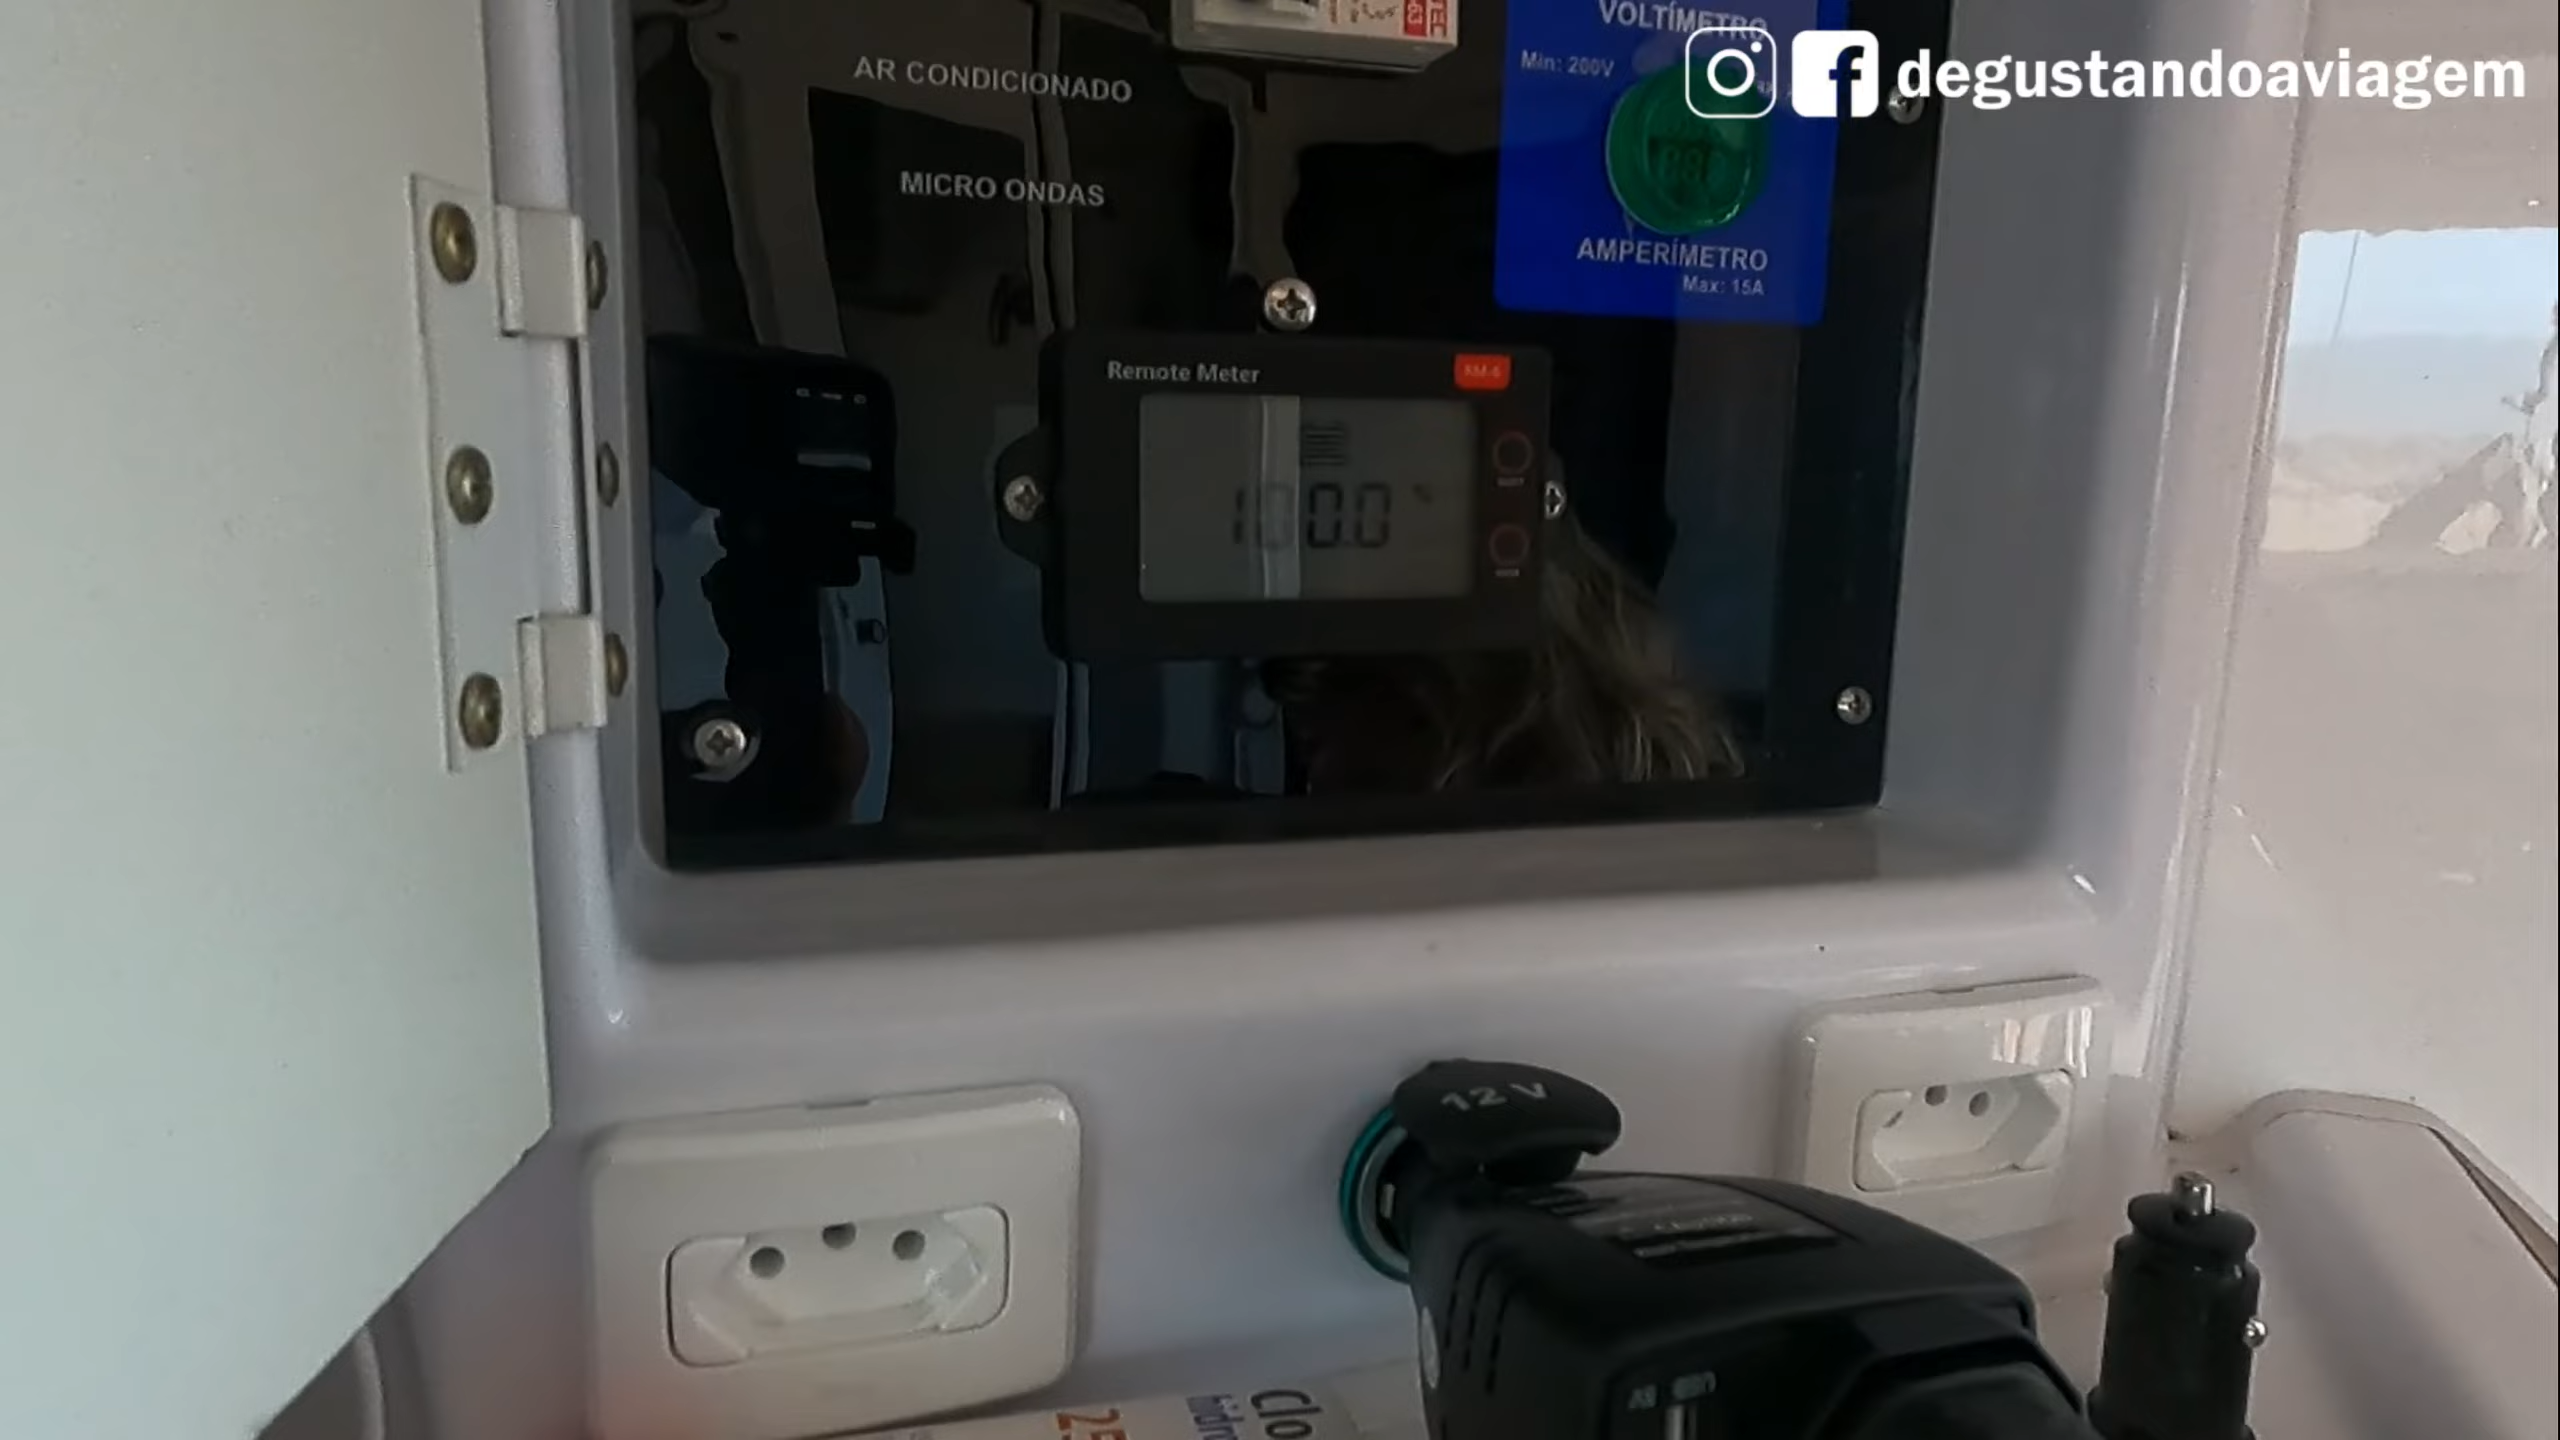 VOLTÍMETRO
Min: 200V
degustandoaviagem
AR CONDICIONADO
MICRO ONDAS
AMPERÍMETRO
Max: 15A
Remote Meter
100.0
12 V